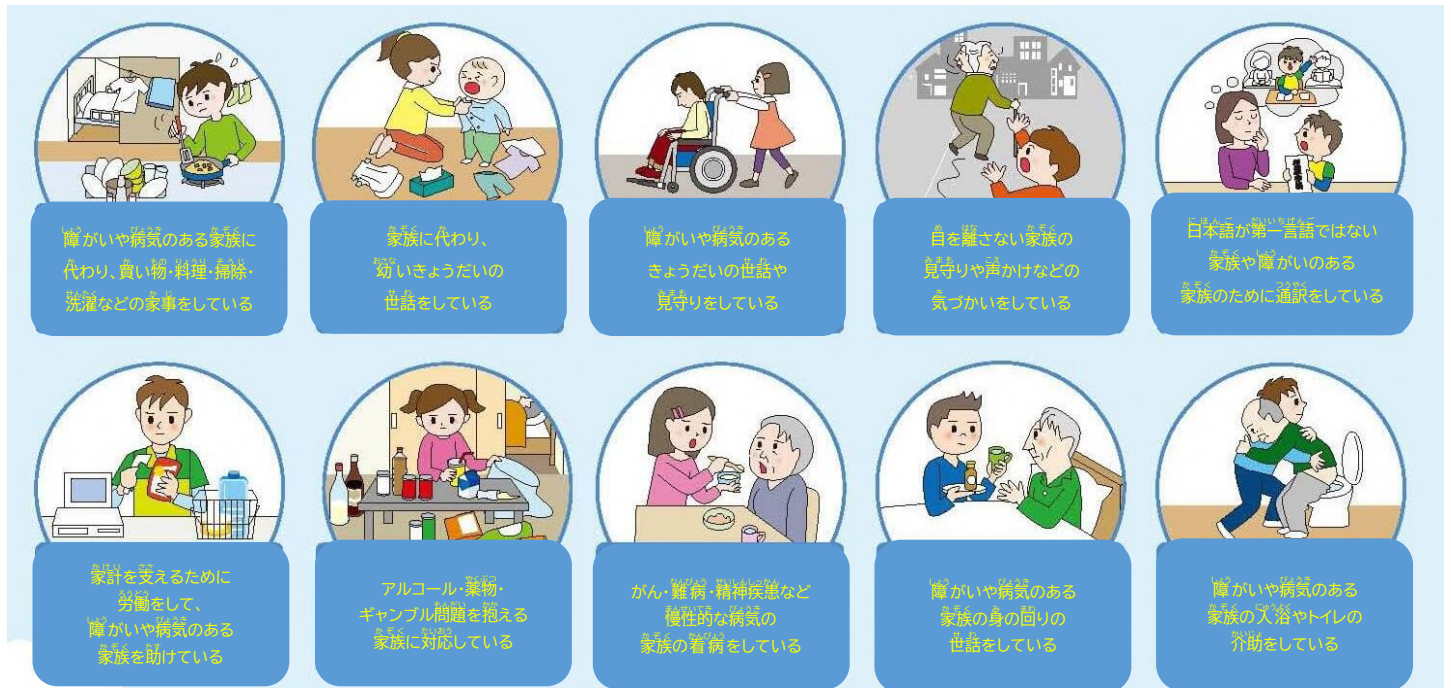 障がいや病気のある家族に
代わり、買い物・料理・掃除・
洗濯などの家事をしている
家族に代わり、
幼いきょうだいの
世話をしている
障がいや病気のある
きょうだいの世話や
見守りをしている
目を離さない家族の
見守りや声かけなどの
気づかいをしている
日本語が第一言語ではない
家族や障がいのある
家族のために通訳をしている
家計を支えるために
労働をして、
障がいや病気のある
家族を助けている
アルコール・薬物・
ギャンブル問題を抱える
家族に対応している
がん・難病・精神疾患など
慢性的な病気の
家族の看病をしている
障がいや病気のある
家族の身の回りの
世話をしている
障がいや病気のある
家族の入浴やトイレの
介助をしている